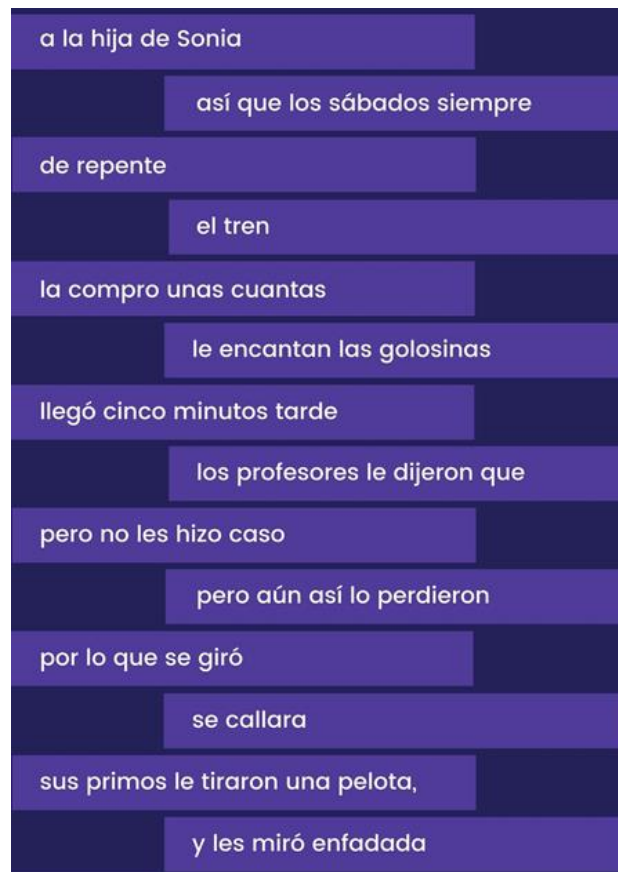 a la hija de Sonia
así que los sábados siempre
de repente
el tren
la compro unas cuantas
le encantan las golosinas
llegó cinco minutos tarde
los profesores le dijeron que
pero no les hizo caso
pero aún así lo perdieron
por lo que se giró
se callara
sus primos le tiraron una pelota,
y les miró enfadada